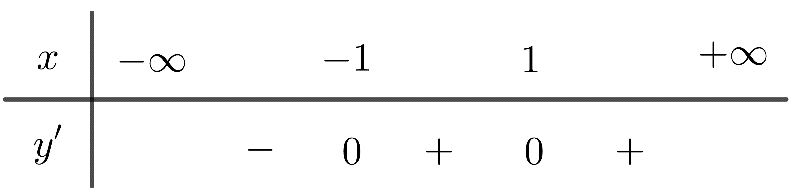 x −∞ −1 1 +∞
y′ − 0 + 0 +